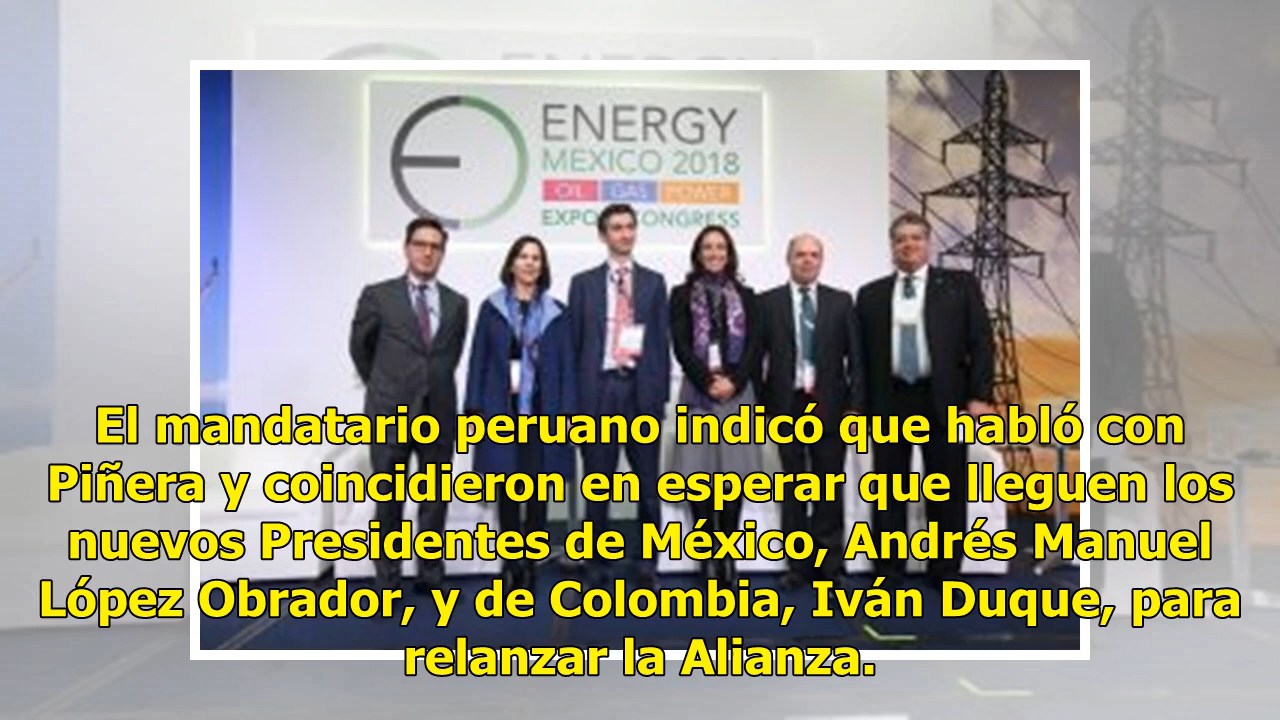 ENERGY
MEXICO 2018
OIL GAS POWER
CONGRESS
El mandatario peruano indicó que habló con
Piñera y coincidieron en esperar que lleguen los
nuevos Presidentes de México, Andrés Manuel
López Obrador, y de Colombia, Iván Duque, para
relanzar la Alianza.